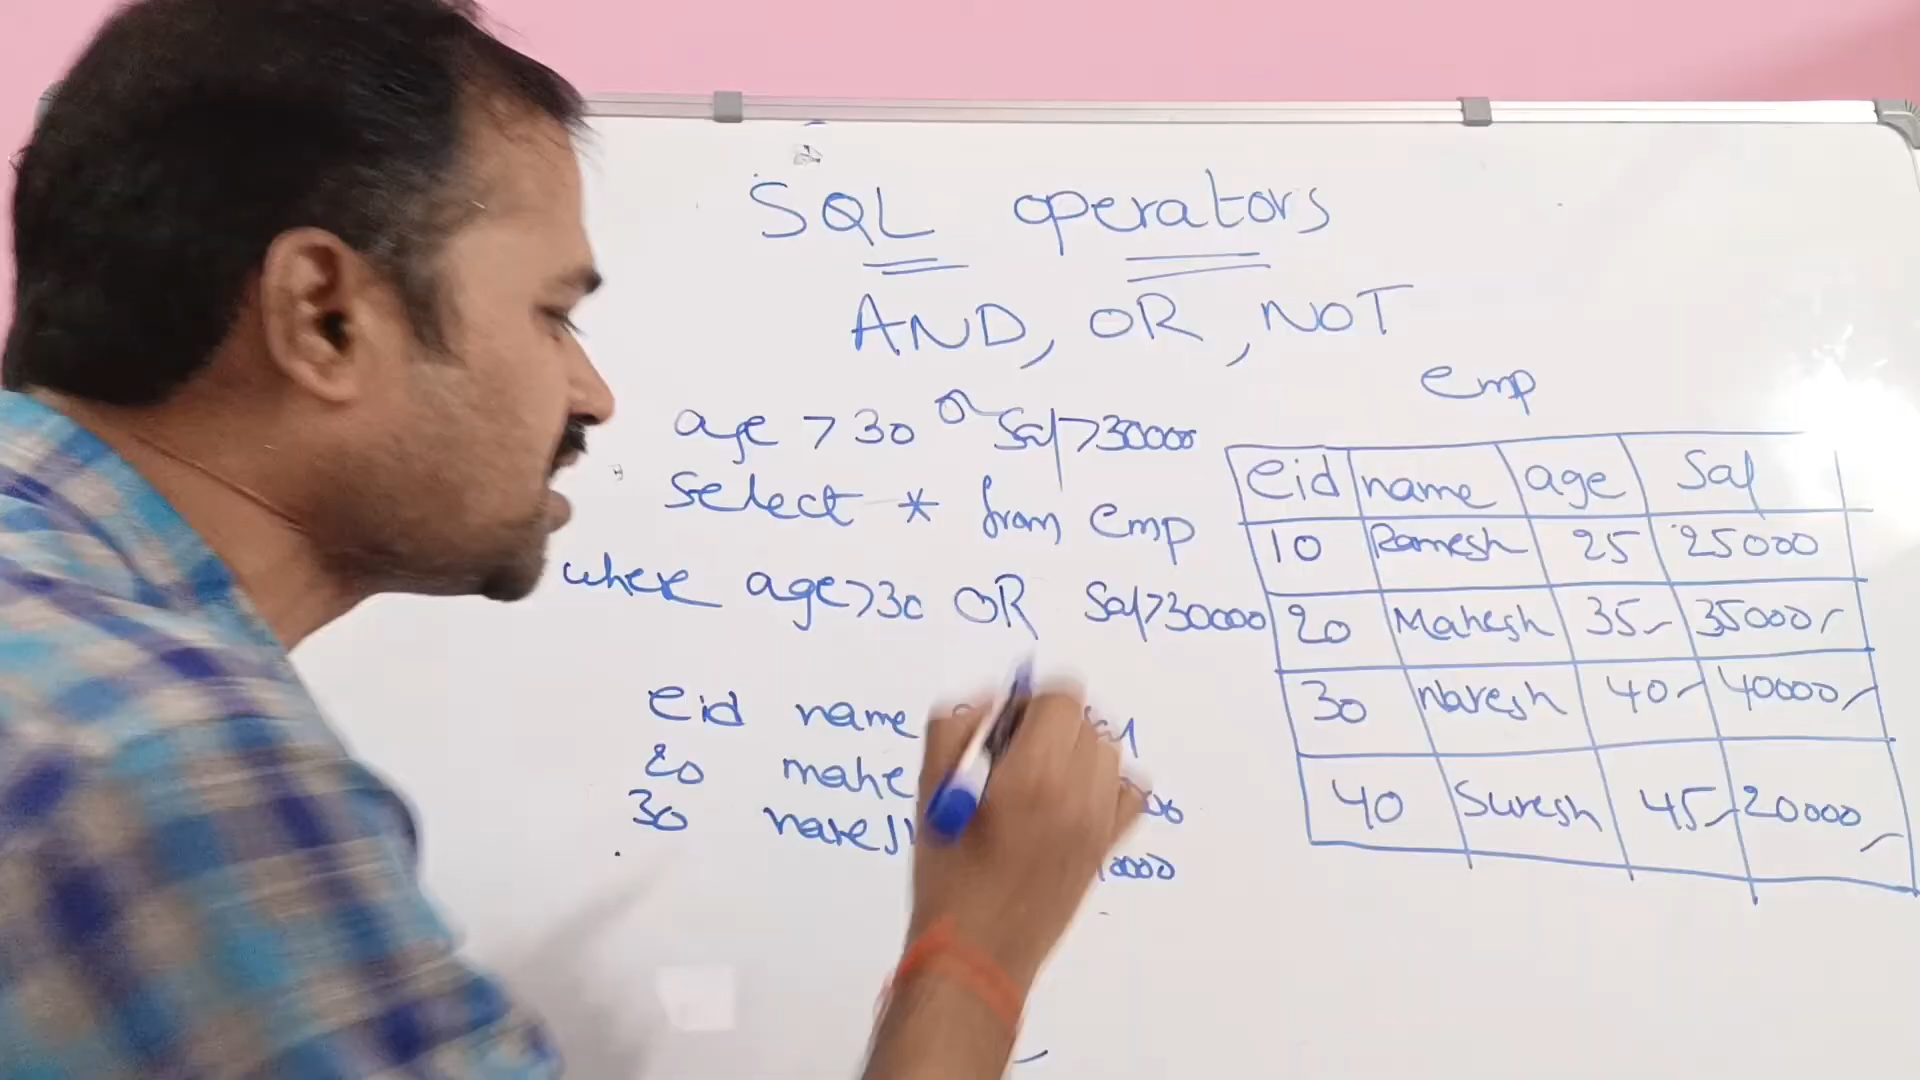 SQL operators
AND, OR, NOT
age > 30 or Sal > 30000
Select * from emp
where age>30 OR Sal>30000
eid name
20
30
emp
eid name age Sal
10 Ramesh 25 25000
20 Mahesh 35 35000
30 Naresh 40 40000
40 Suresh 45 20000